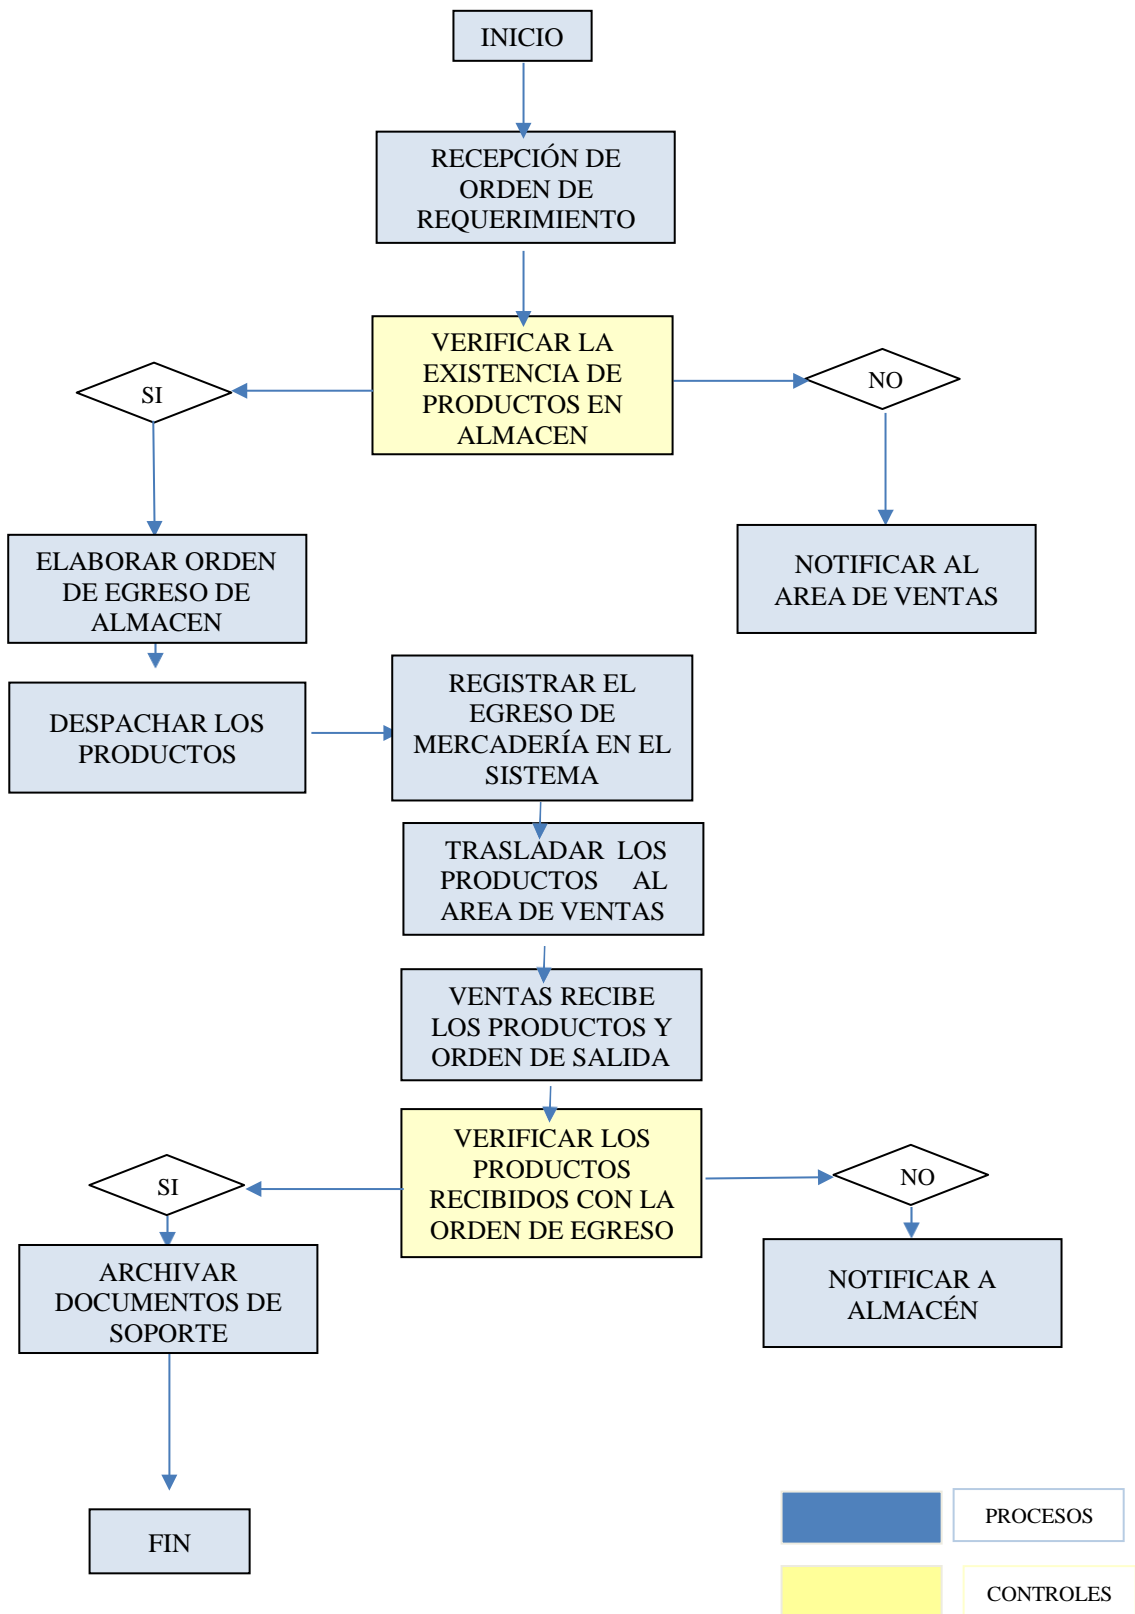 INICIO
RECEPCIÓN DE
ORDEN DE
REQUERIMIENTO
VERIFICAR LA
EXISTENCIA DE
PRODUCTOS EN
ALMACEN
SI
NO
ELABORAR ORDEN
DE EGRESO DE
ALMACEN
NOTIFICAR AL
AREA DE VENTAS
DESPACHAR LOS
PRODUCTOS
REGISTRAR EL
EGRESO DE
MERCADERÍA EN EL
SISTEMA
TRASLADAR LOS
PRODUCTOS AL
AREA DE VENTAS
VENTAS RECIBE
LOS PRODUCTOS Y
ORDEN DE SALIDA
VERIFICAR LOS
PRODUCTOS
RECIBIDOS CON LA
ORDEN DE EGRESO
SI
NO
ARCHIVAR
DOCUMENTOS DE
SOPORTE
NOTIFICAR A
ALMACÉN
FIN
PROCESOS
CONTROLES